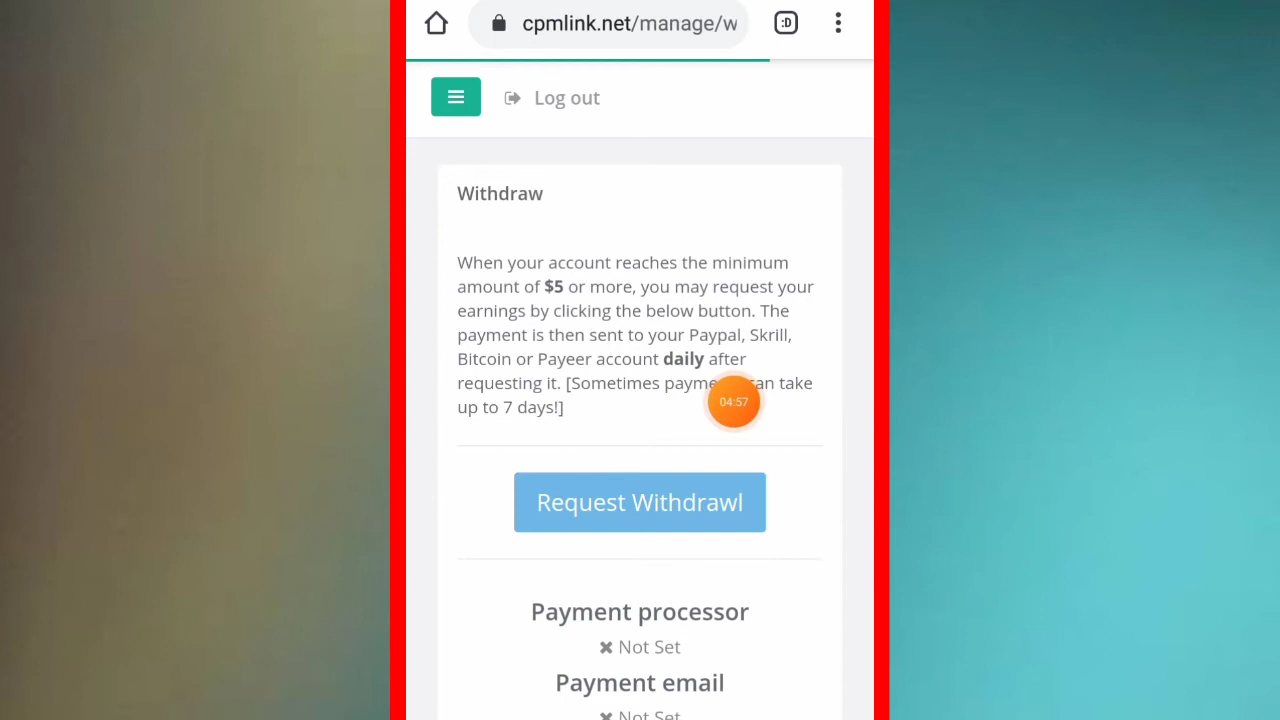 cpmlink.net/manage/w
:D
Log out
Withdraw
When your account reaches the minimum
amount of $5 or more, you may request your
earnings by clicking the below button. The
payment is then sent to your Paypal, Skrill,
Bitcoin or Payeer account daily after
requesting it. [Sometimes can take
04:57
up to 7 days!]
Request Withdrawl
Payment processor
Not Set
Payment email
Not Set